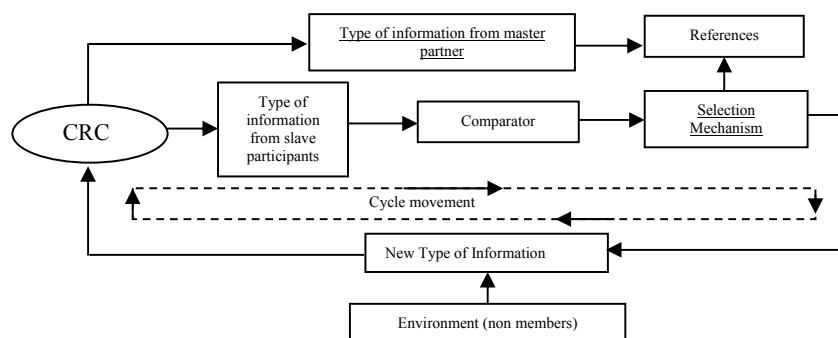 Type of information from master
partner
References
CRC
Type of
information
from slave
participants
Comparator
Selection
Mechanism
Cycle movement
New Type of Information
Environment (non members)